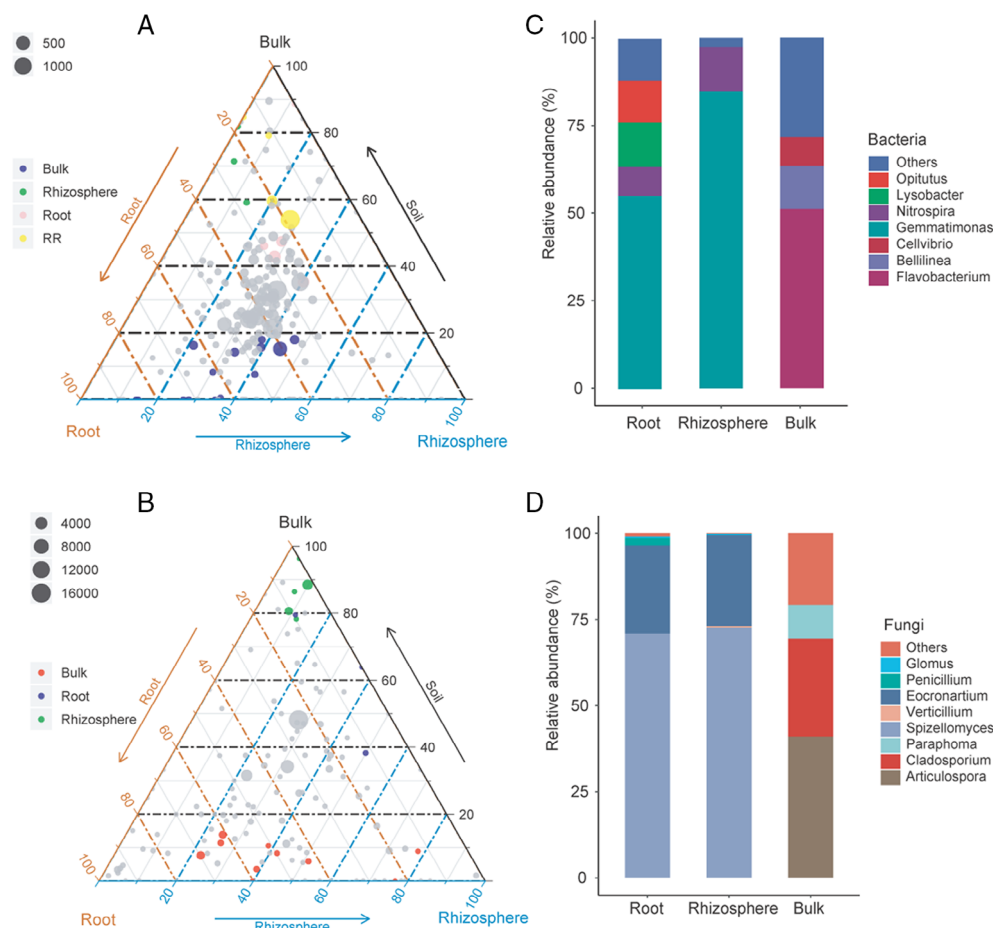 A
500
1000
Bulk
Rhizosphere
Root
RR
Bulk
100
80
60
40
20
20
40
60
80
100
20
40
60
80
100
Root
Soil
Root
Rhizosphere
Rhizosphere
C
Relative abundance (%)
100
75
50
25
0
Root
Rhizosphere
Bulk
Bacteria
Others
Opitutus
Lysobacter
Nitrospira
Gemmatimonas
Cellvibrio
Bellilinea
Flavobacterium
B
4000
8000
12000
16000
Bulk
Root
Rhizosphere
Bulk
100
80
60
40
20
20
40
60
80
100
20
40
60
80
100
Root
Soil
Root
Rhizosphere
Rhizosphere
D
Relative abundance (%)
100
75
50
25
0
Root
Rhizosphere
Bulk
Fungi
Others
Glomus
Penicillium
Eocronartium
Verticillium
Spizellomyces
Paraphoma
Cladosporium
Articulospora